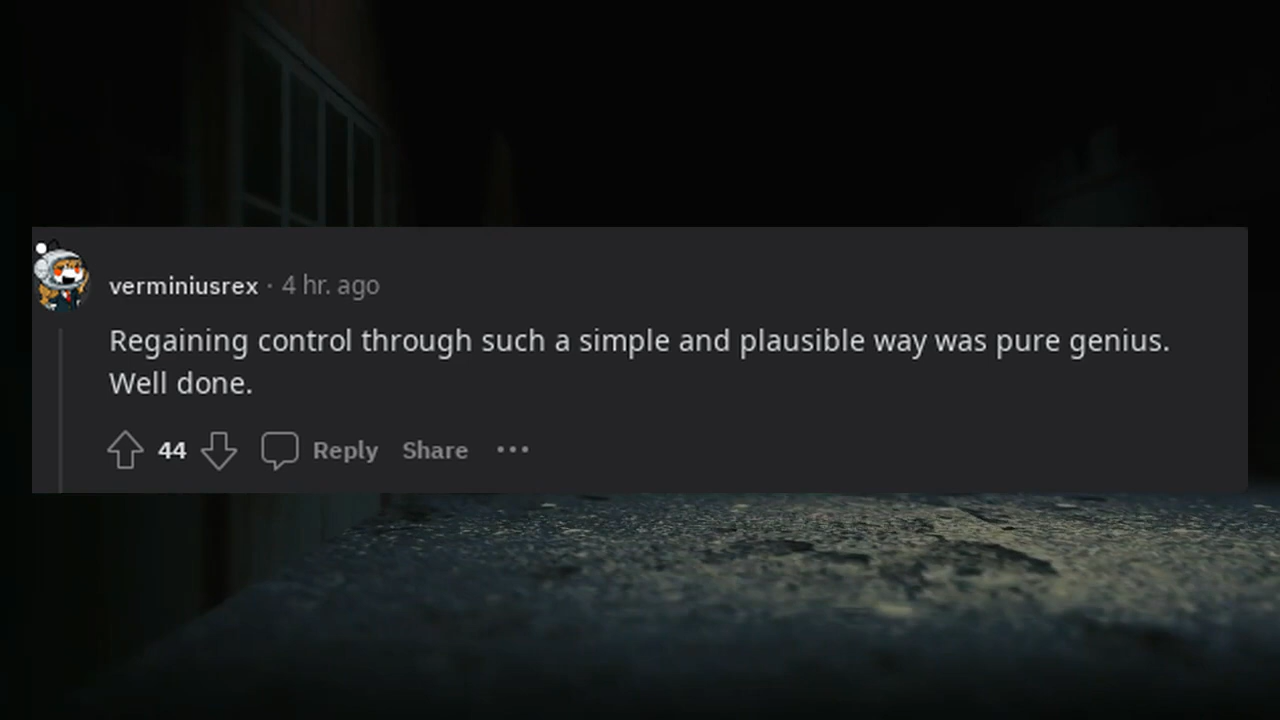 verminiusrex · 4 hr. ago
Regaining control through such a simple and plausible way was pure genius.
Well done.
44 Reply Share •••